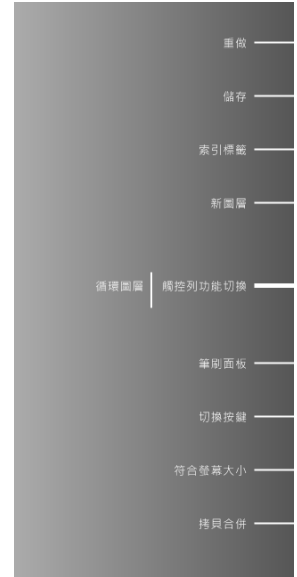 重做
儲存
索引標籤
新圖層
循環圖層 | 觸控列功能切換
筆刷面板
切換按鍵
符合螢幕大小
拷貝合併